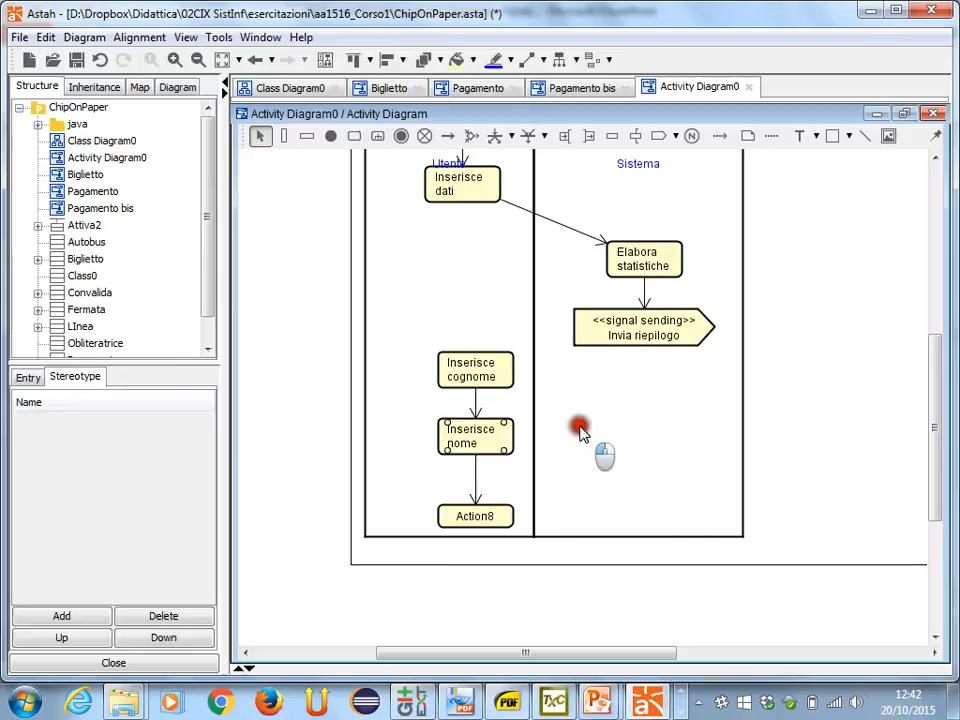 Astah - [D:\Dropbox\Didattica\02CIX SistInf\esercitazioni\aa1516_Corso1\ChipOnPaper.asta] (*)
File Edit Diagram Alignment View Tools Window Help
Structure Inheritance Map Diagram
Class Diagram0 Biglietto Pagamento Pagamento bis Activity Diagram0
Activity Diagram0 / Activity Diagram
ChipOnPaper
java
Class Diagram0
Activity Diagram0
Biglietto
Pagamento
Pagamento bis
Attiva2
Autobus
Biglietto
Class0
Convalida
Fermata
LInea
Obliteratrice
Entry Stereotype
Name
Add Delete
Up Down
Close
Utente
Sistema
Inserisce
dati
Elabora
statistiche
<<signal sending>>
Invia riepilogo
Inserisce
cognome
Inserisce
nome
Action8
12:42
20/10/2015
PDF
PDF